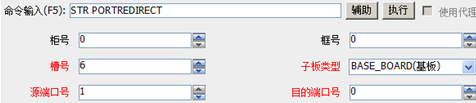 命令输入(F5): STR PORTREDIRECT 辅助 执行 使用代理
柜号 0 框号 0
槽号 6 子板类型 BASE_BOARD(基板)
源端口号 1 目的端口号 0